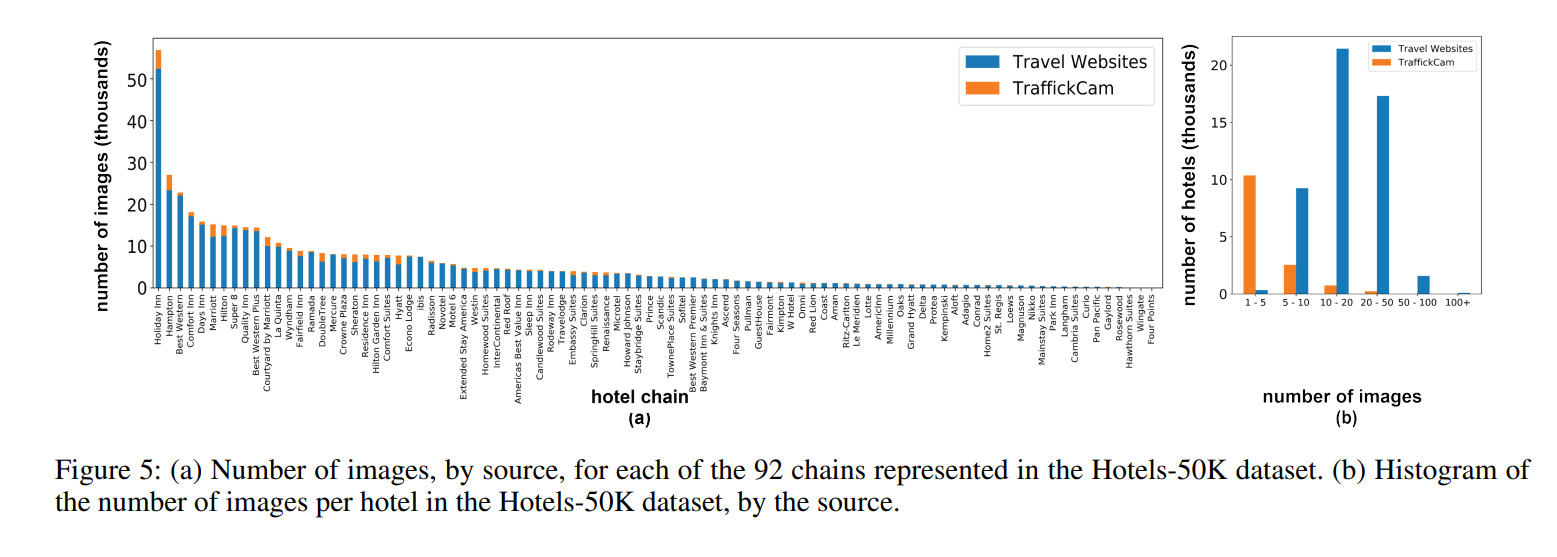 number of images (thousands)
50
40
30
20
10
0
Travel Websites
TraffickCam
Holiday Inn
Hampton
Best Western
Comfort Inn
Days Inn
Marriott
Hilton
Super 8
Quality Inn
Best Western Plus
Courtyard by Marriott
La Quinta
Wyndham
Fairfield Inn
Ramada
DoubleTree
Mercure
Crowne Plaza
Sheraton
Residence Inn
Hilton Garden Inn
Comfort Suites
Hyatt
Econo Lodge
Ibis
Radisson
Novotel
Motel 6
Extended Stay America
Westin
Homewood Suites
InterContinental
Red Roof
Americas Best Value Inn
Sleep Inn
Candlewood Suites
Rodeway Inn
Travelodge
Embassy Suites
Clarion
SpringHill Suites
Renaissance
Microtel
Howard Johnson
Staybridge Suites
Prince
Scandic
TownePlace Suites
Sofitel
Best Western Premier
Baymont Inn & Suites
Knights Inn
Ascend
Four Seasons
Pullman
GuestHouse
Fairmont
Kimpton
W Hotel
Omni
Red Lion
Coast
Aman
Ritz-Carlton
Le Meridien
Lotte
AmericInn
Millennium
Oaks
Grand Hyatt
Delta
Protea
Kempinski
Aloft
Adagio
Conrad
Home2 Suites
St. Regis
Loews
Magnuson
Nikko
Mainstay Suites
Park Inn
Langham
Cambria Suites
Curio
Pan Pacific
Gaylord
Rosewood
Hawthorn Suites
Wingate
Four Points
hotel chain
(a)
number of hotels (thousands)
20
15
10
5
0
Travel Websites
TraffickCam
1 - 5
5 - 10
10 - 20
20 - 50
50 - 100
100+
number of images
(b)
Figure 5: (a) Number of images, by source, for each of the 92 chains represented in the Hotels-50K dataset. (b) Histogram of
the number of images per hotel in the Hotels-50K dataset, by the source.